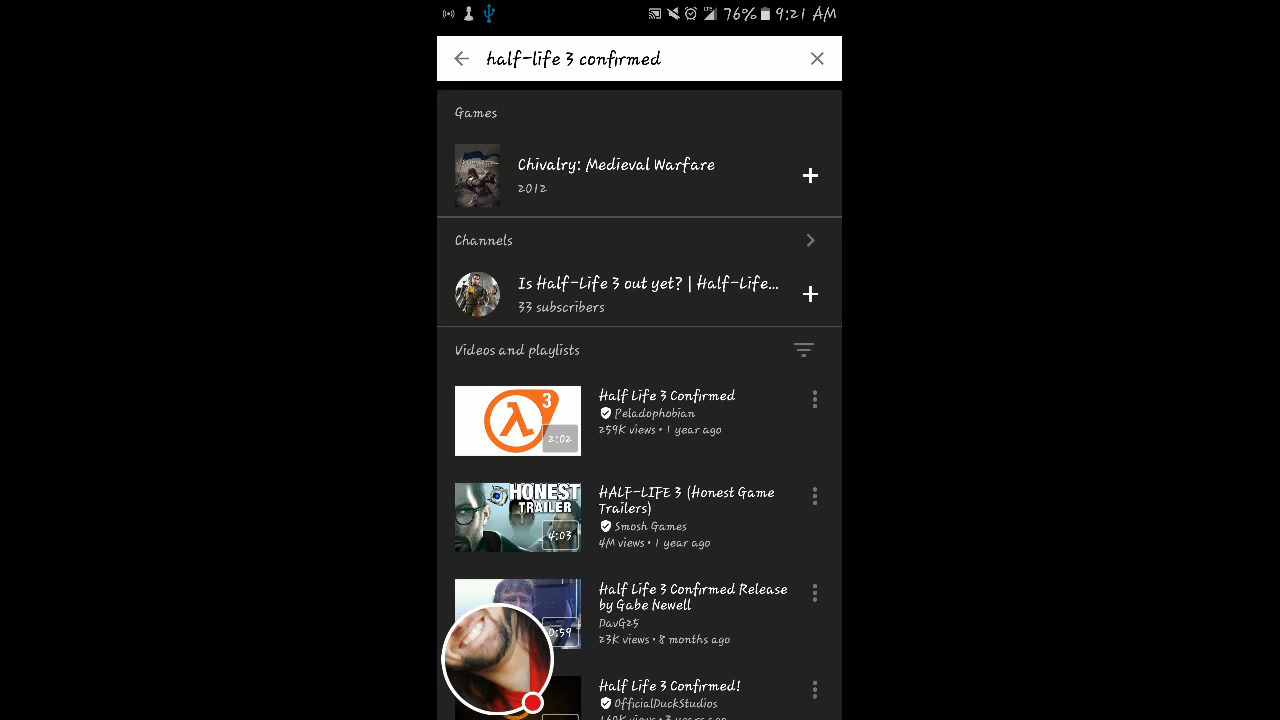 LTE 76% 9:21 AM
half-life 3 confirmed
Games
Chivalry: Medieval Warfare
2012
Channels
Is Half-Life 3 out yet? | Half-Life...
33 subscribers
Videos and playlists
3
2:02
Half Life 3 Confirmed
Peladophobian
259K views • 1 year ago
HONEST
TRAILER
4:03
HALF-LIFE 3 (Honest Game
Trailers)
Smosh Games
4M views • 1 year ago
0:59
Half Life 3 Confirmed Release
by Gabe Newell
DavG25
23K views • 8 months ago
Half Life 3 Confirmed!
OfficialDuckStudios